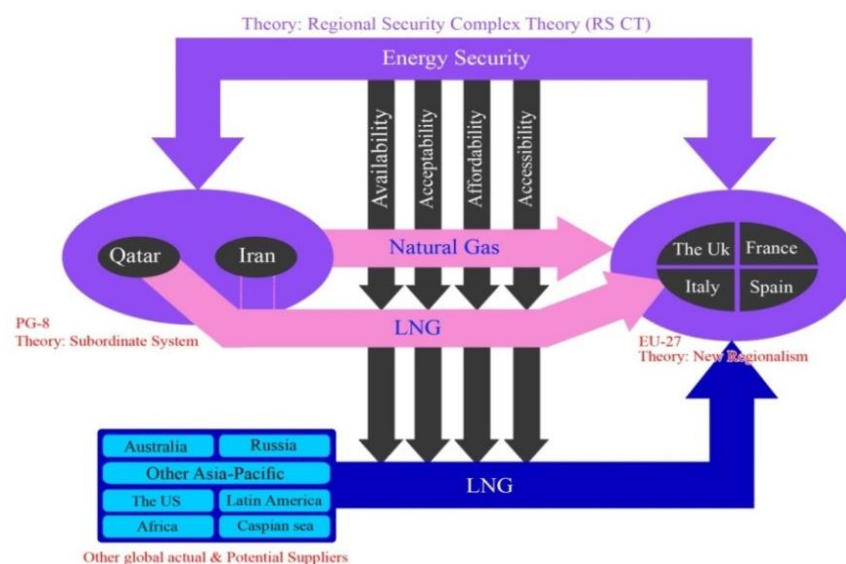 Theory: Regional Security Complex Theory (RS CT)
Energy Security
Availability
Acceptability
Affordability
Accessibility
Qatar
Iran
Natural Gas
The Uk
France
Italy
Spain
LNG
PG-8
Theory: Subordinate System
EU-27
Theory: New Regionalism
Australia
Russia
Other Asia-Pacific
The US
Latin America
Africa
Caspian sea
LNG
Other global actual & Potential Suppliers